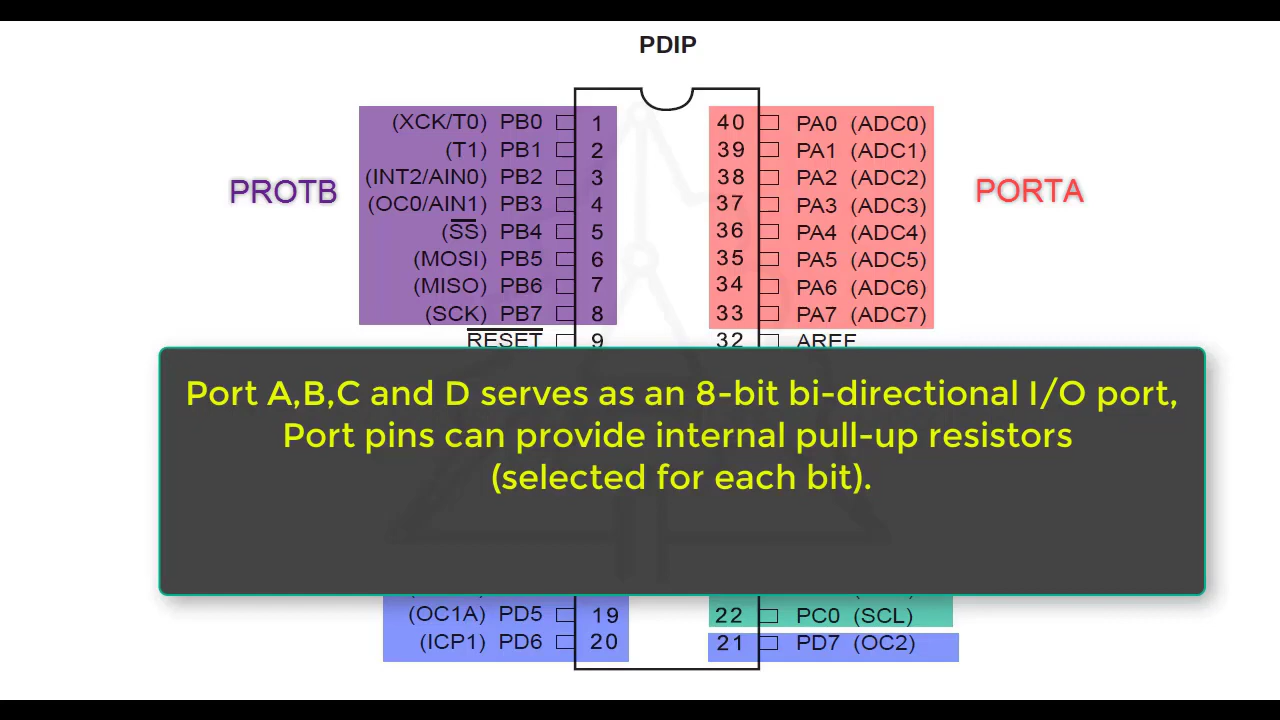 PDIP
(XCK/T0) PB0 1 40 PA0 (ADC0)
(T1) PB1 2 39 PA1 (ADC1)
(INT2/AIN0) PB2 3 38 PA2 (ADC2)
PROTB
PORTA
(OC0/AIN1) PB3 4 37 PA3 (ADC3)
(SS) PB4 5 36 PA4 (ADC4)
(MOSI) PB5 6 35 PA5 (ADC5)
(MISO) PB6 7 34 PA6 (ADC6)
(SCK) PB7 8 33 PA7 (ADC7)
RESET 9 32 AREF
Port A,B,C and D serves as an 8-bit bi-directional I/O port,
Port pins can provide internal pull-up resistors
(selected for each bit).
(OC1A) PD5 19 22 PC0 (SCL)
(ICP1) PD6 20 21 PD7 (OC2)